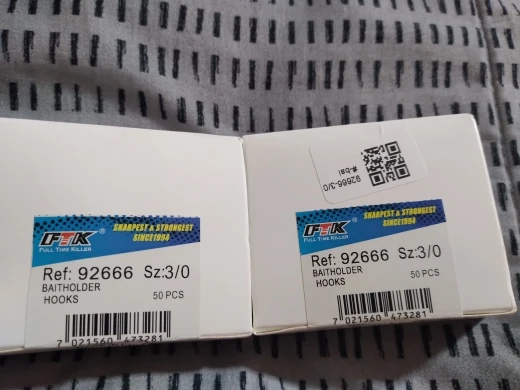 FTK®
FULL TIME KILLER
SHARPEST & STRONGEST
SINCE1994
Ref: 92666 Sz:3/0
BAITHOLDER
HOOKS
50 PCS
7 021560 473281
92666-3/0
#-bai
FTK®
FULL TIME KILLER
SHARPEST & STRONGEST
SINCE1994
Ref: 92666 Sz:3/0
BAITHOLDER
HOOKS
50 PCS
7 021560 473281